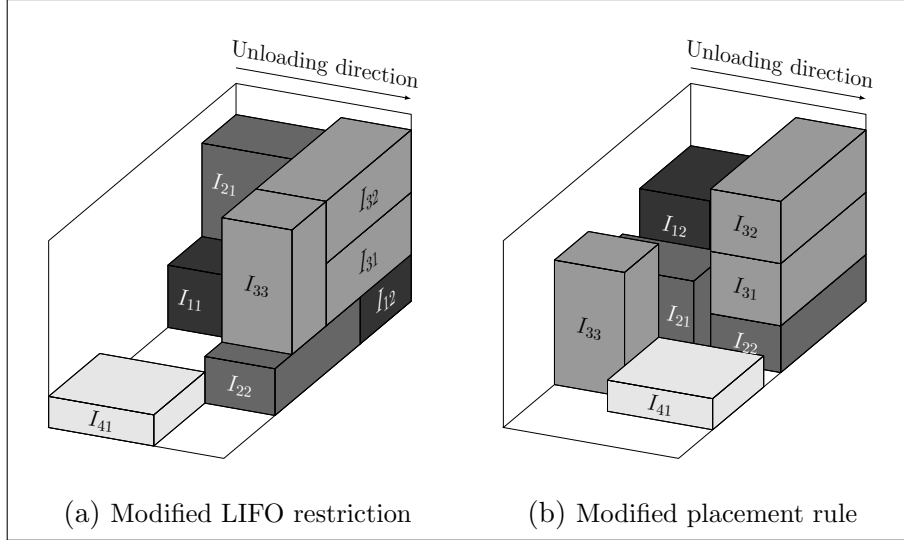 Unloading direction
I21
I32
I33
I31
I11
I12
I22
I41
(a) Modified LIFO restriction
Unloading direction
I12
I32
I31
I21
I33
I22
I41
(b) Modified placement rule